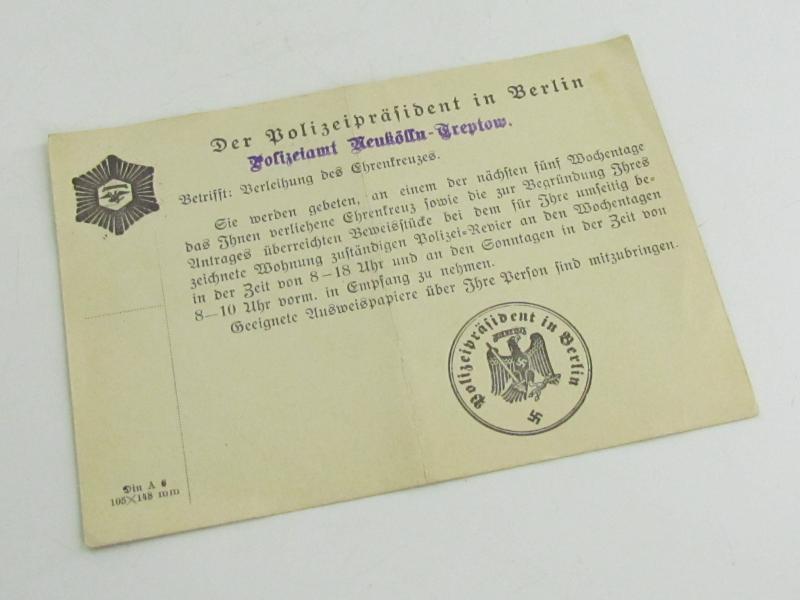 Der Polizeipräsident in Berlin
Polizeiamt Neukölln-Treptow.
Betrifft: Verleihung des Ehrenkreuzes.
Sie werden gebeten, an einem der nächsten fünf Wochentage
das Ihnen verliehene Ehrenkreuz sowie die zur Begründung Ihres
Antrages überreichten Beweisstücke bei dem für Ihre umseitig be-
zeichnete Wohnung zuständigen Polizei-Revier an den Wochentagen
in der Zeit von 8–18 Uhr und an den Sonntagen in der Zeit von
8–10 Uhr vorm. in Empfang zu nehmen.
Geeignete Ausweispapiere über Ihre Person sind mitzubringen.
Polizeipräsident in Berlin
Din A 6
105×148 mm